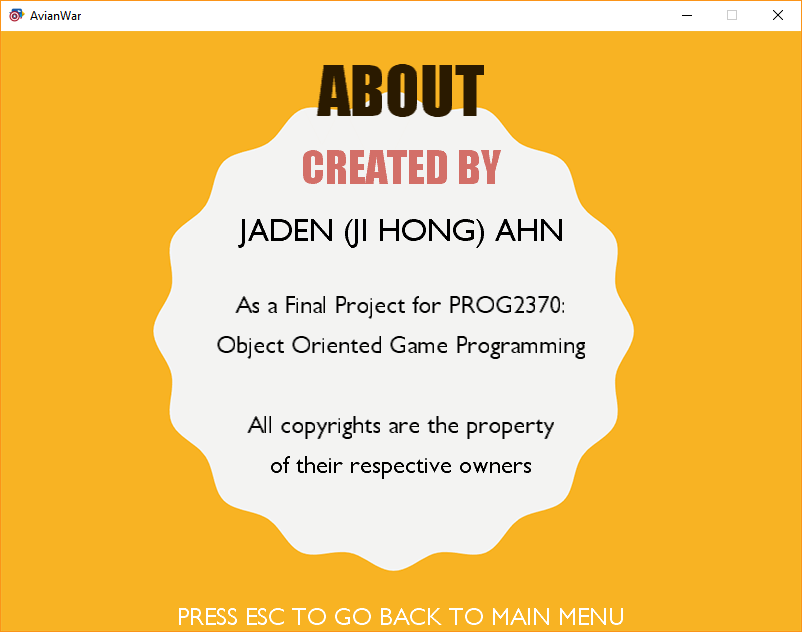 AvianWar
ABOUT
CREATED BY
JADEN (JI HONG) AHN
As a Final Project for PROG2370:
Object Oriented Game Programming
All copyrights are the property
of their respective owners
PRESS ESC TO GO BACK TO MAIN MENU